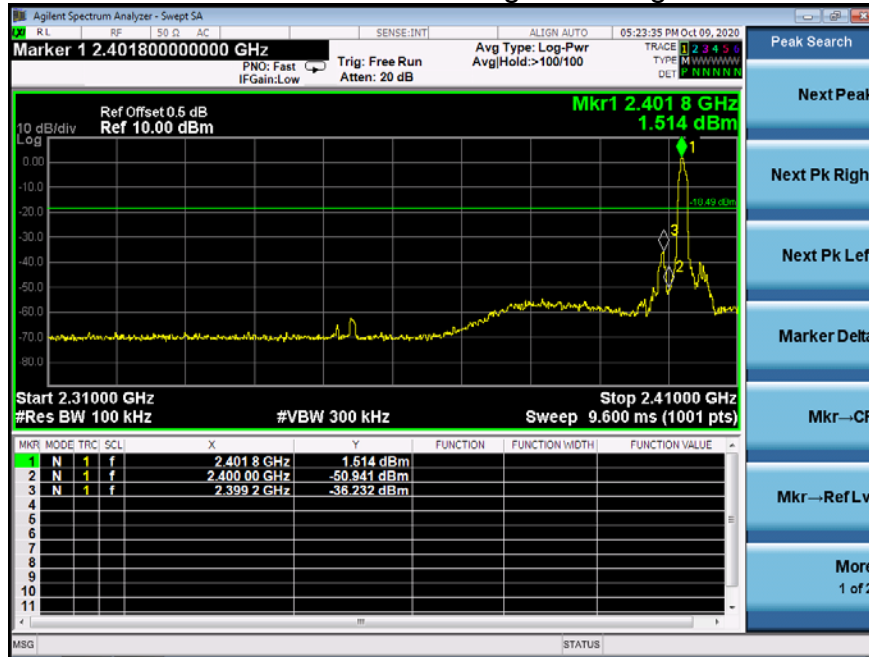 Agilent Spectrum Analyzer - Swept SA
RL RF 50 Ω AC SENSE:INT ALIGN AUTO 05:23:35 PM Oct 09, 2020
Marker 1 2.401800000000 GHz
PNO: Fast
IFGain:Low
Trig: Free Run
Atten: 20 dB
Avg Type: Log-Pwr
Avg|Hold:>100/100
TRACE 1 2 3 4 5 6
TYPE M WWWWW
DET P N N N N N
Peak Search
Next Peak
Next Pk Righ
Next Pk Lef
Marker Delta
Mkr→CF
Mkr→Ref Lv
More
1 of 2
Mkr1 2.401 8 GHz
1.514 dBm
Ref Offset 0.5 dB
10 dB/div Ref 10.00 dBm
Log
1
0.00
-10.0
-18.49 dBm
-20.0
3
-30.0
-40.0
2
-50.0
-60.0
-70.0
-80.0
Start 2.31000 GHz Stop 2.41000 GHz
#Res BW 100 kHz #VBW 300 kHz Sweep 9.600 ms (1001 pts)
MKR MODE TRC SCL X Y FUNCTION FUNCTION WIDTH FUNCTION VALUE
1 N 1 f 2.401 8 GHz 1.514 dBm
2 N 1 f 2.400 00 GHz -50.941 dBm
3 N 1 f 2.399 2 GHz -36.232 dBm
4
5
6
7
8
9
10
11
MSG STATUS